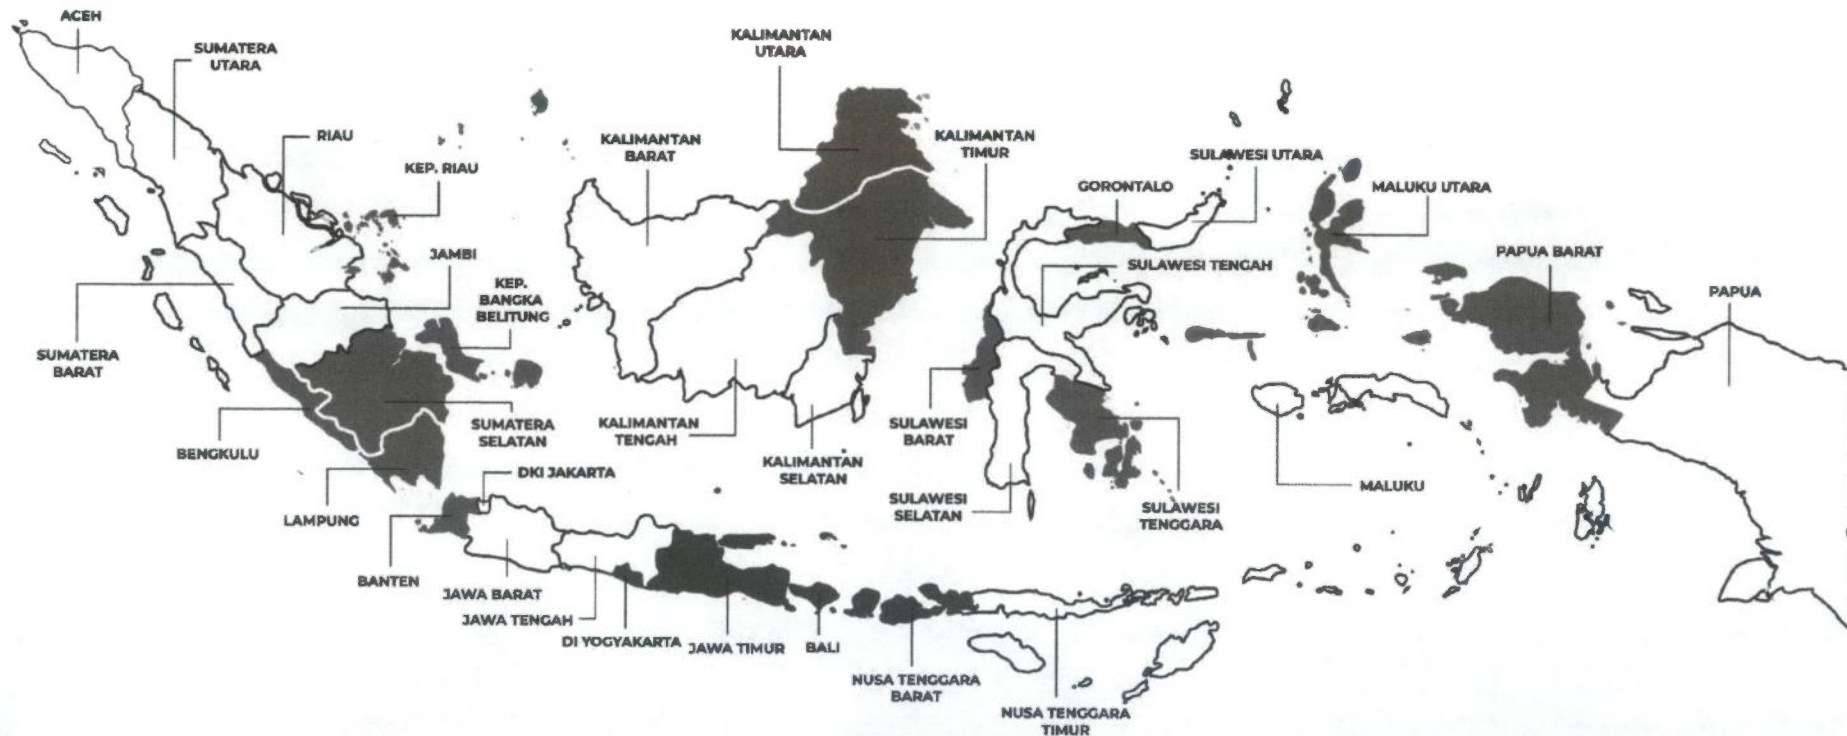 ACEH
SUMATERA
UTARA
RIAU
KEP. RIAU
JAMBI
KEP.
BANGKA
BELITUNG
SUMATERA
BARAT
BENGKULU
SUMATERA
SELATAN
LAMPUNG
DKI JAKARTA
BANTEN
JAWA BARAT
JAWA TENGAH
DI YOGYAKARTA
JAWA TIMUR
BALI
NUSA TENGGARA
BARAT
NUSA TENGGARA
TIMUR
KALIMANTAN
BARAT
KALIMANTAN
UTARA
KALIMANTAN
TIMUR
KALIMANTAN
TENGAH
KALIMANTAN
SELATAN
SULAWESI UTARA
GORONTALO
SULAWESI TENGAH
SULAWESI
BARAT
SULAWESI
SELATAN
SULAWESI
TENGGARA
MALUKU UTARA
MALUKU
PAPUA BARAT
PAPUA